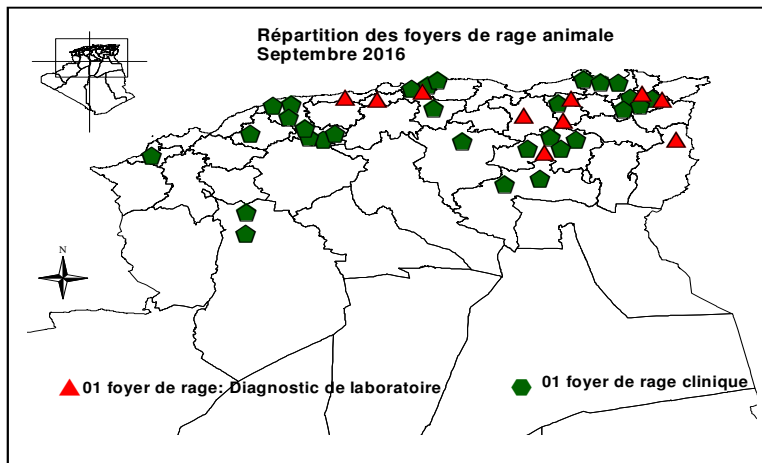 Répartition des foyers de rage animale
Septembre 2016
N
01 foyer de rage: Diagnostic de laboratoire
01 foyer de rage clinique